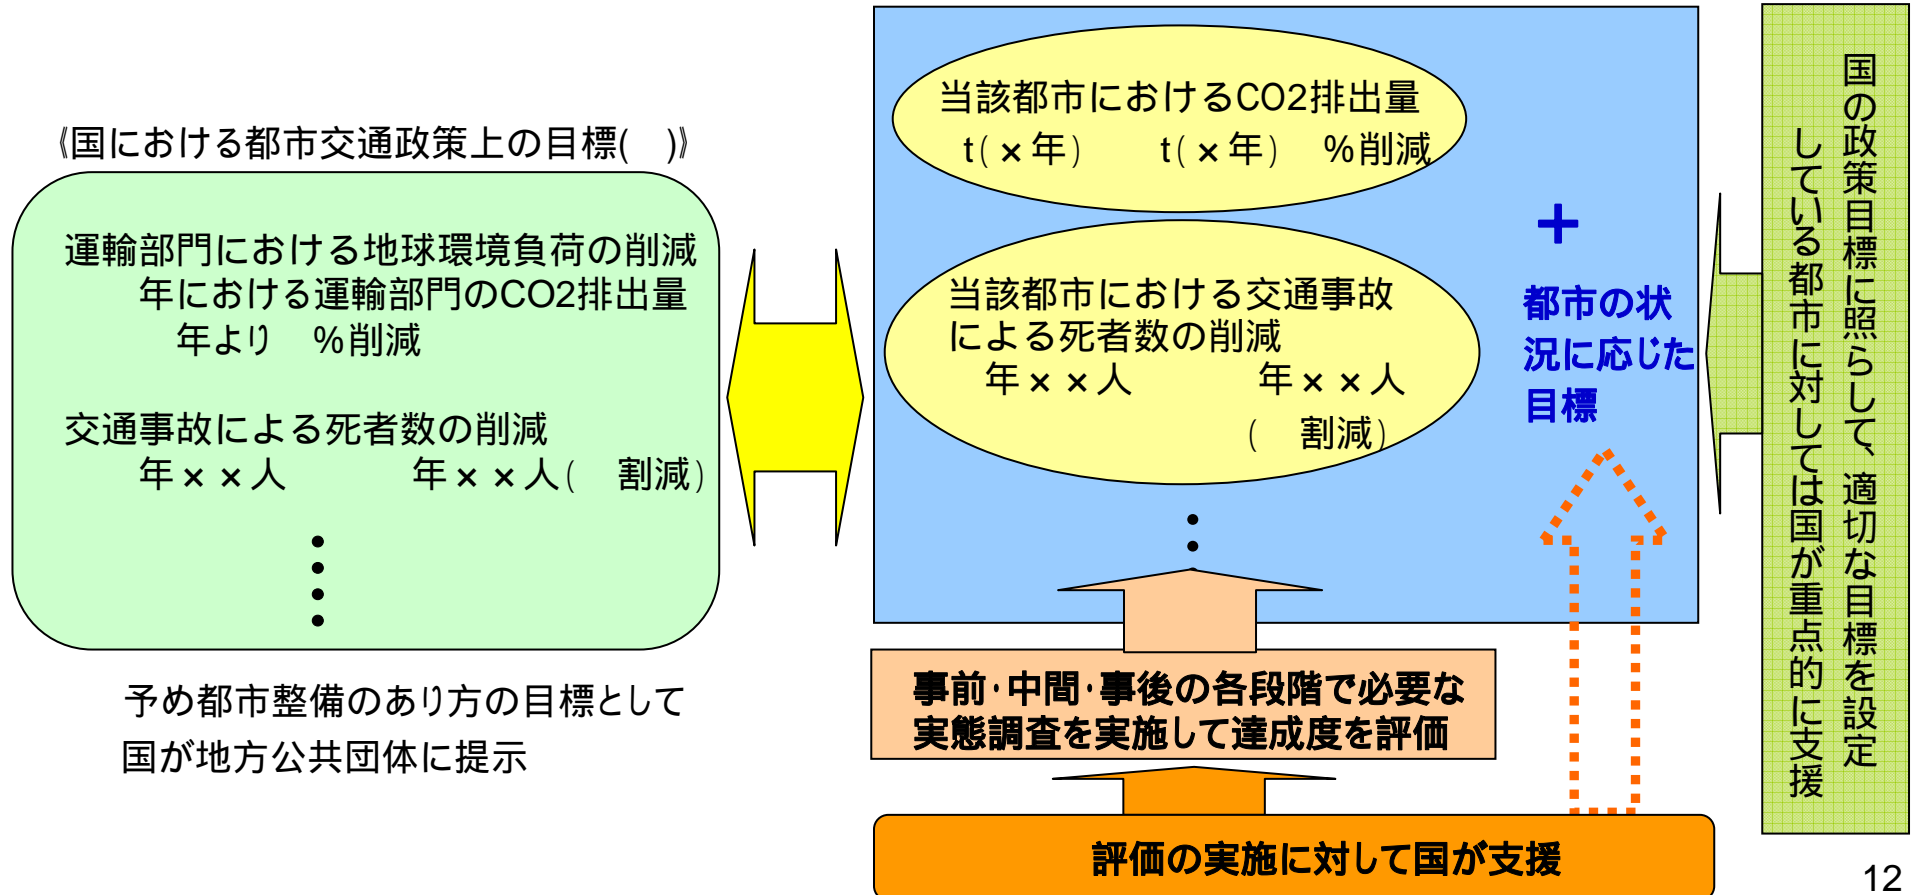 《国における都市交通政策上の目標(　)》
運輸部門における地球環境負荷の削減
年における運輸部門のCO2排出量
年より　%削減
交通事故による死者数の削減
年××人　　　年××人(　割減)
予め都市整備のあり方の目標として
国が地方公共団体に提示
当該都市におけるCO2排出量
t(×年)　　t(×年)　%削減
当該都市における交通事故
による死者数の削減
年××人　　　年××人
(　割減)
＋
都市の状
況に応じた
目標
事前・中間・事後の各段階で必要な
実態調査を実施して達成度を評価
評価の実施に対して国が支援
国の政策目標に照らして、適切な目標を設定
している都市に対しては国が重点的に支援
12